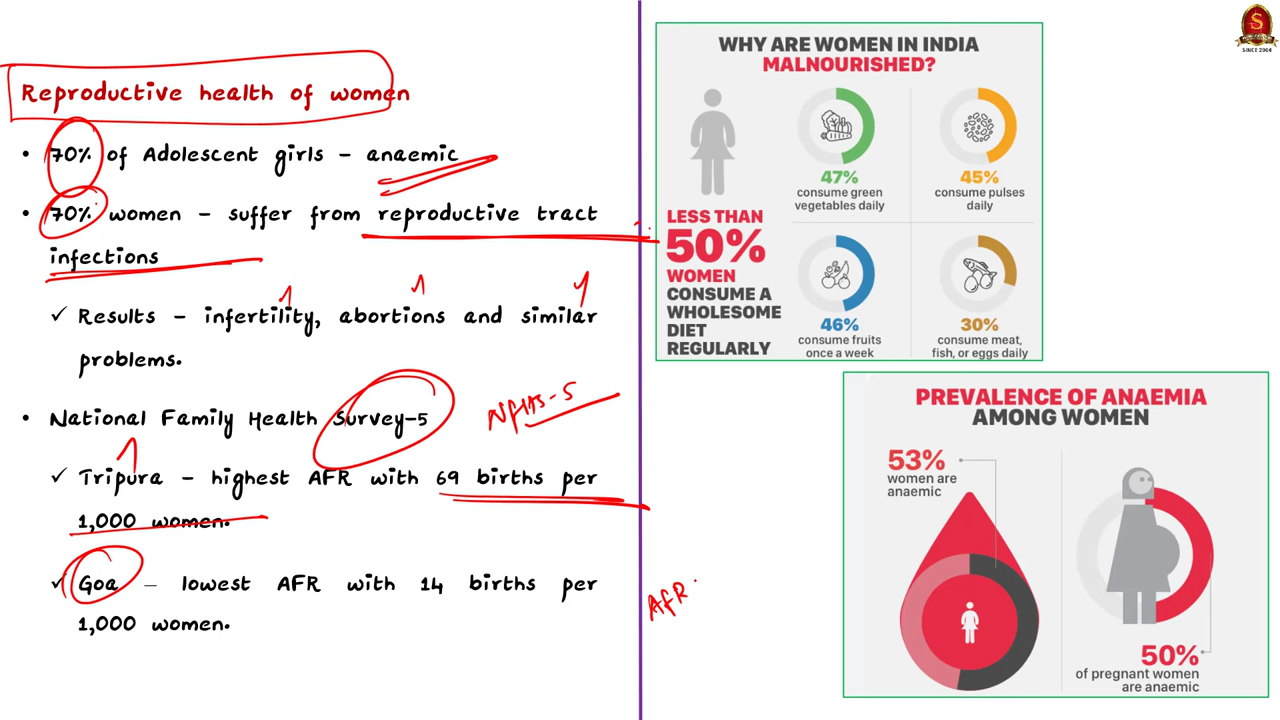 Reproductive health of women
• 70% of Adolescent girls – anaemic
• 70% women – suffer from reproductive tract
infections
✓ Results – infertility, abortions and similar
problems.
• National Family Health Survey-5
NFHS-5
✓ Tripura – highest AFR with 69 births per
1,000 women.
✓ Goa – lowest AFR with 14 births per
1,000 women.
AFR
WHY ARE WOMEN IN INDIA
MALNOURISHED?
LESS THAN
50%
WOMEN
CONSUME A
WHOLESOME
DIET
REGULARLY
47%
consume green
vegetables daily
45%
consume pulses
daily
46%
consume fruits
once a week
30%
consume meat,
fish, or eggs daily
PREVALENCE OF ANAEMIA
AMONG WOMEN
53%
women are
anaemic
50%
of pregnant women
are anaemic
S
SINCE 2004